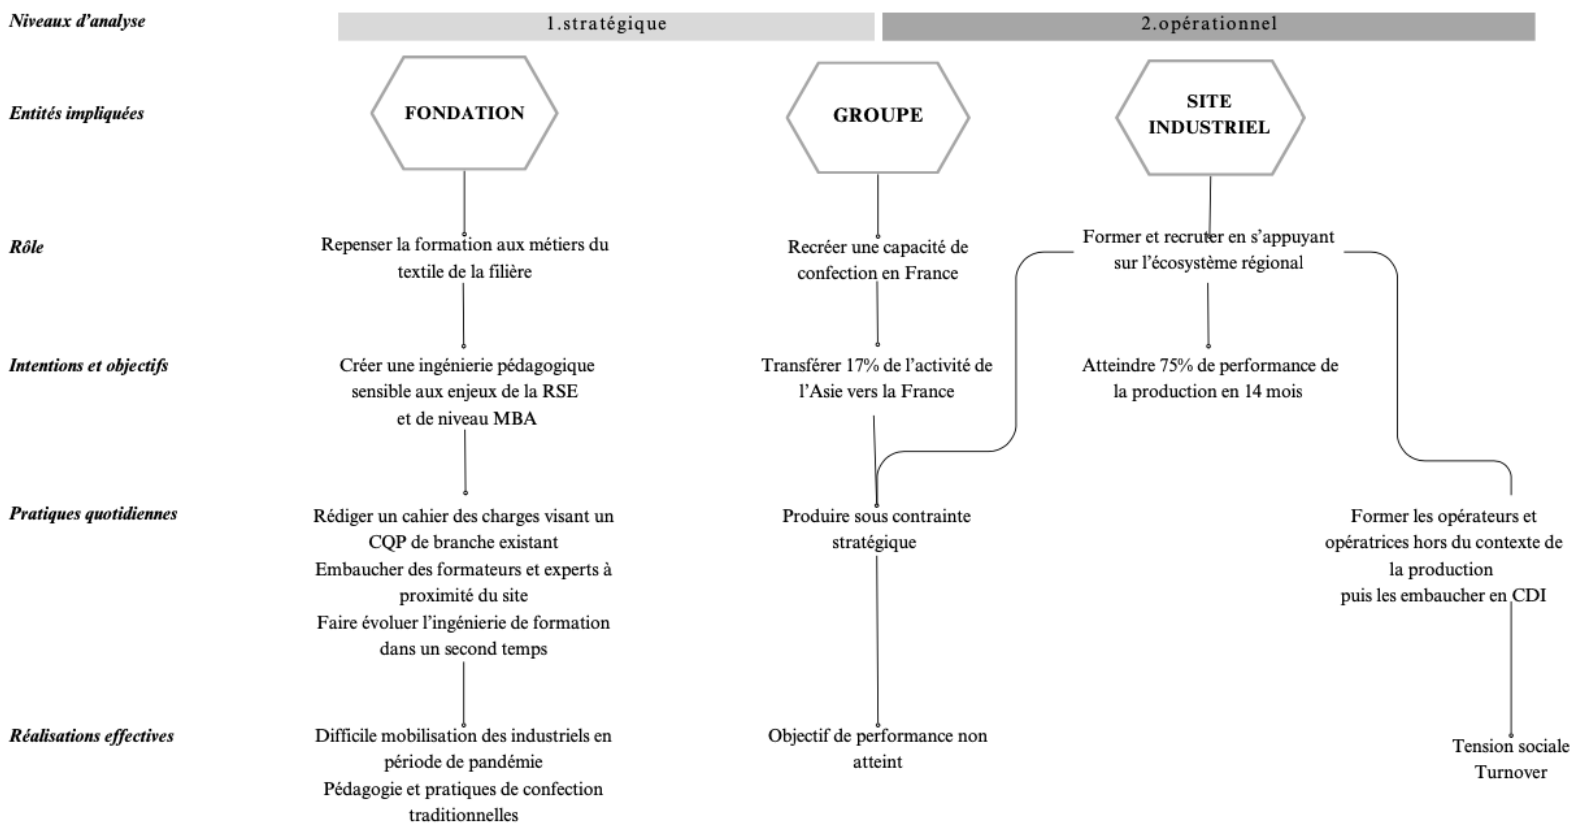 Niveaux d'analyse
1.stratégique
2.opérationnel
Entités impliquées
FONDATION
GROUPE
SITE
INDUSTRIEL
Rôle
Repenser la formation aux métiers du
textile de la filière
Recréer une capacité de
confection en France
Former et recruter en s'appuyant
sur l'écosystème régional
Intentions et objectifs
Créer une ingénierie pédagogique
sensible aux enjeux de la RSE
et de niveau MBA
Transférer 17% de l'activité de
l'Asie vers la France
Atteindre 75% de performance de
la production en 14 mois
Pratiques quotidiennes
Rédiger un cahier des charges visant un
CQP de branche existant
Embaucher des formateurs et experts à
proximité du site
Faire évoluer l'ingénierie de formation
dans un second temps
Produire sous contrainte
stratégique
Former les opérateurs et
opératrices hors du contexte de
la production
puis les embaucher en CDI
Réalisations effectives
Difficile mobilisation des industriels en
période de pandémie
Pédagogie et pratiques de confection
traditionnelles
Objectif de performance non
atteint
Tension sociale
Turnover